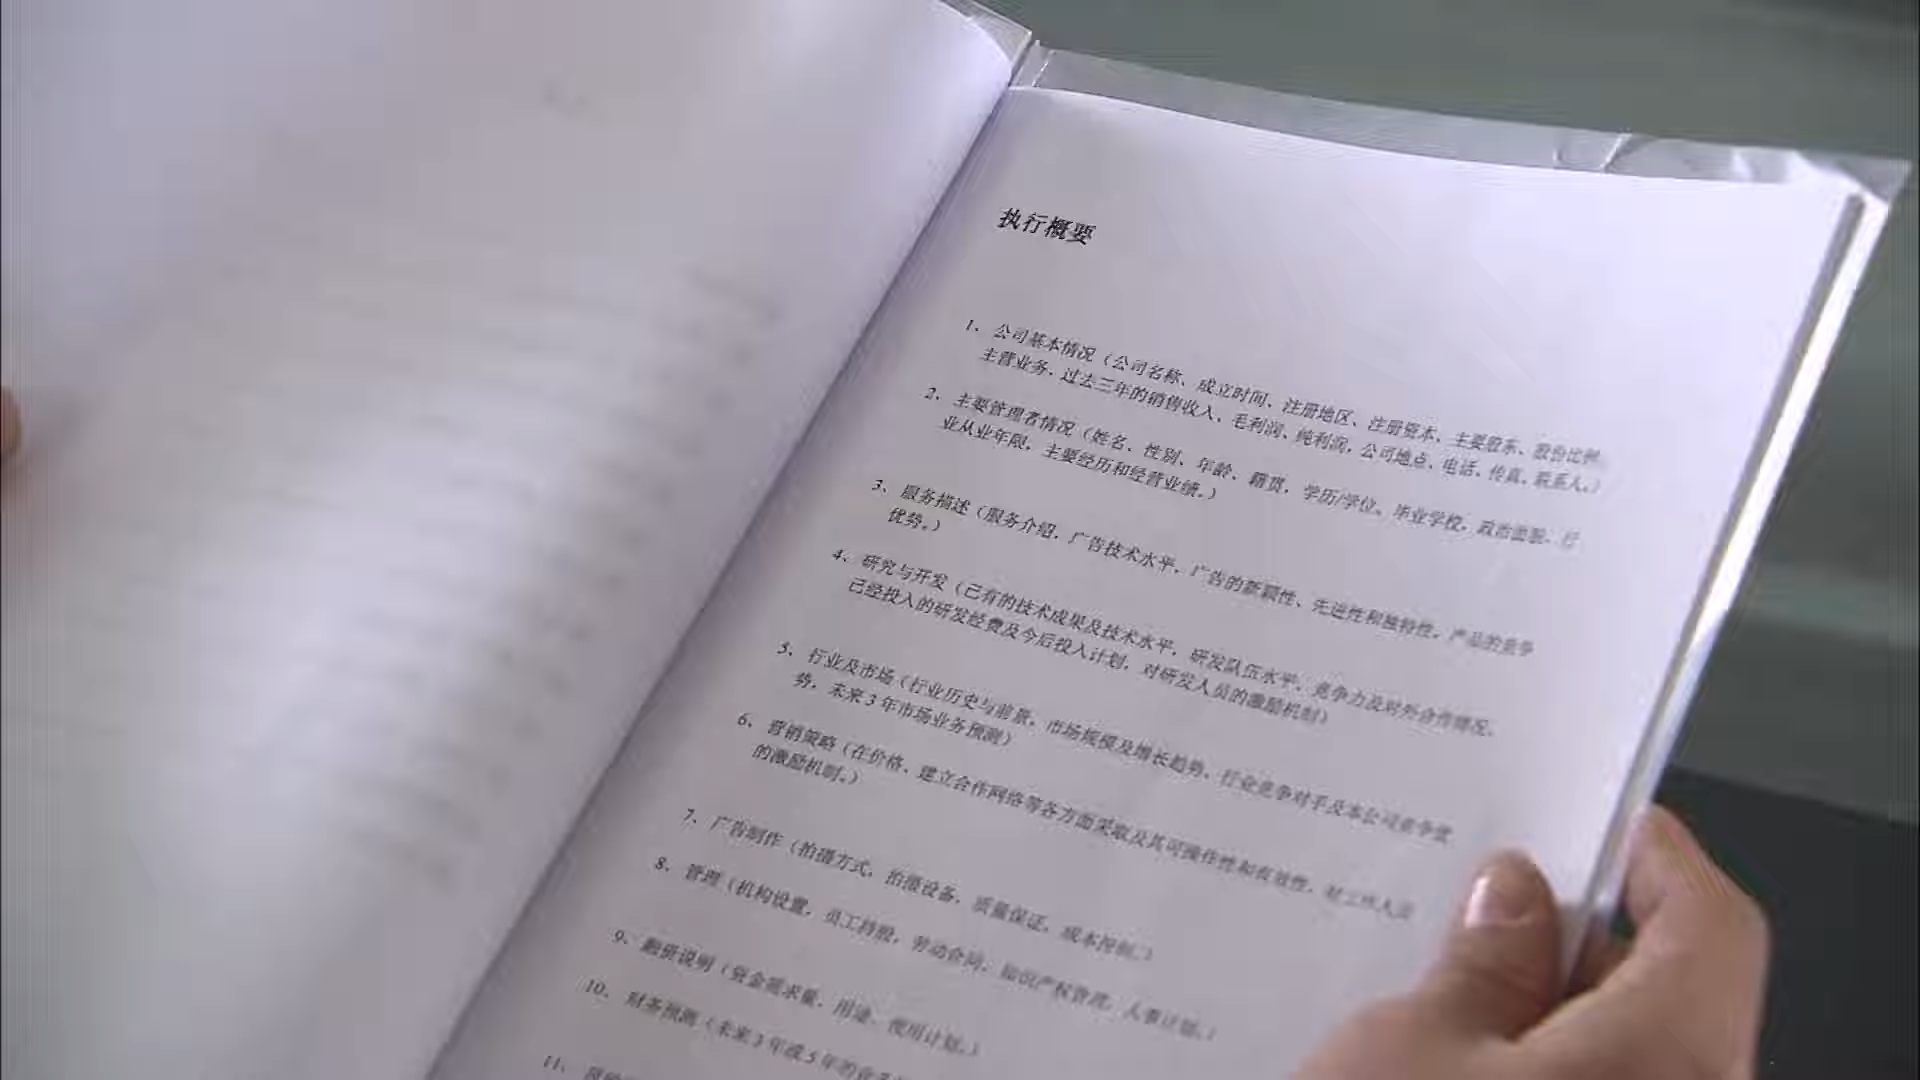 执行概要
1、公司基本情况（公司名称、成立时间、注册地区、注册资本、主要股东、股份比例，
主营业务，过去三年的销售收入、毛利润、纯利润，公司地点、电话、传真、联系人。）
2、主要管理者情况（姓名、性别、年龄、籍贯，学历/学位、毕业学校，政治面貌，行
业从业年限，主要经历和经营业绩。）
3、服务描述（服务介绍，广告技术水平，广告的新颖性、先进性和独特性，产品的竞争
优势。）
4、研究与开发（已有的技术成果及技术水平，研发队伍水平、竞争力及对外合作情况，
已经投入的研发经费及今后投入计划，对研发人员的激励机制）
5、行业及市场（行业历史与前景，市场规模及增长趋势，行业竞争对手及本公司竞争优
势，未来3年市场业务预测）
6、营销策略（在价格、建立合作网络等各方面采取及其可操作性和有效性，对工作人员
的激励机制。）
7、广告制作（拍摄方式，拍摄设备，质量保证，成本控制。）
8、管理（机构设置，员工持股，劳动合同，知识产权管理，人事计划。）
9、融资说明（资金需求量、用途、使用计划。）
10、财务预测（未来3年或5年的
11、